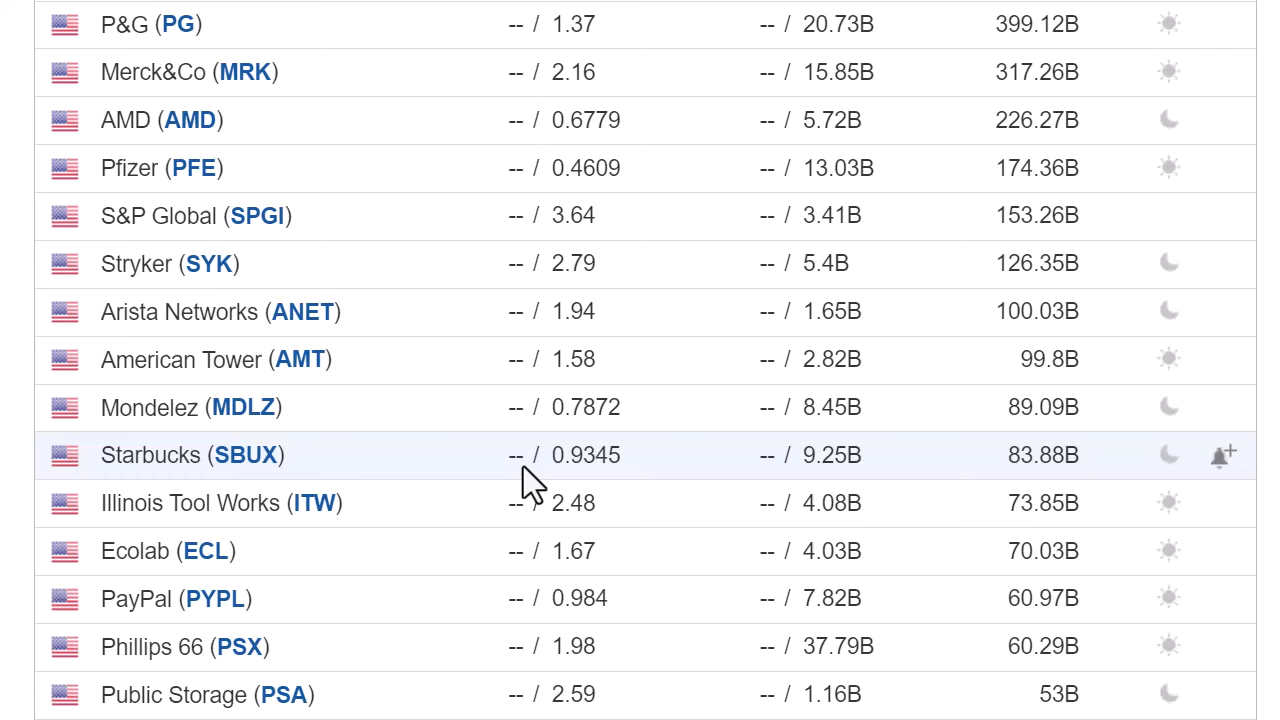 P&G (PG) -- / 1.37 -- / 20.73B 399.12B
Merck&Co (MRK) -- / 2.16 -- / 15.85B 317.26B
AMD (AMD) -- / 0.6779 -- / 5.72B 226.27B
Pfizer (PFE) -- / 0.4609 -- / 13.03B 174.36B
S&P Global (SPGI) -- / 3.64 -- / 3.41B 153.26B
Stryker (SYK) -- / 2.79 -- / 5.4B 126.35B
Arista Networks (ANET) -- / 1.94 -- / 1.65B 100.03B
American Tower (AMT) -- / 1.58 -- / 2.82B 99.8B
Mondelez (MDLZ) -- / 0.7872 -- / 8.45B 89.09B
Starbucks (SBUX) -- / 0.9345 -- / 9.25B 83.88B
Illinois Tool Works (ITW) -- / 2.48 -- / 4.08B 73.85B
Ecolab (ECL) -- / 1.67 -- / 4.03B 70.03B
PayPal (PYPL) -- / 0.984 -- / 7.82B 60.97B
Phillips 66 (PSX) -- / 1.98 -- / 37.79B 60.29B
Public Storage (PSA) -- / 2.59 -- / 1.16B 53B